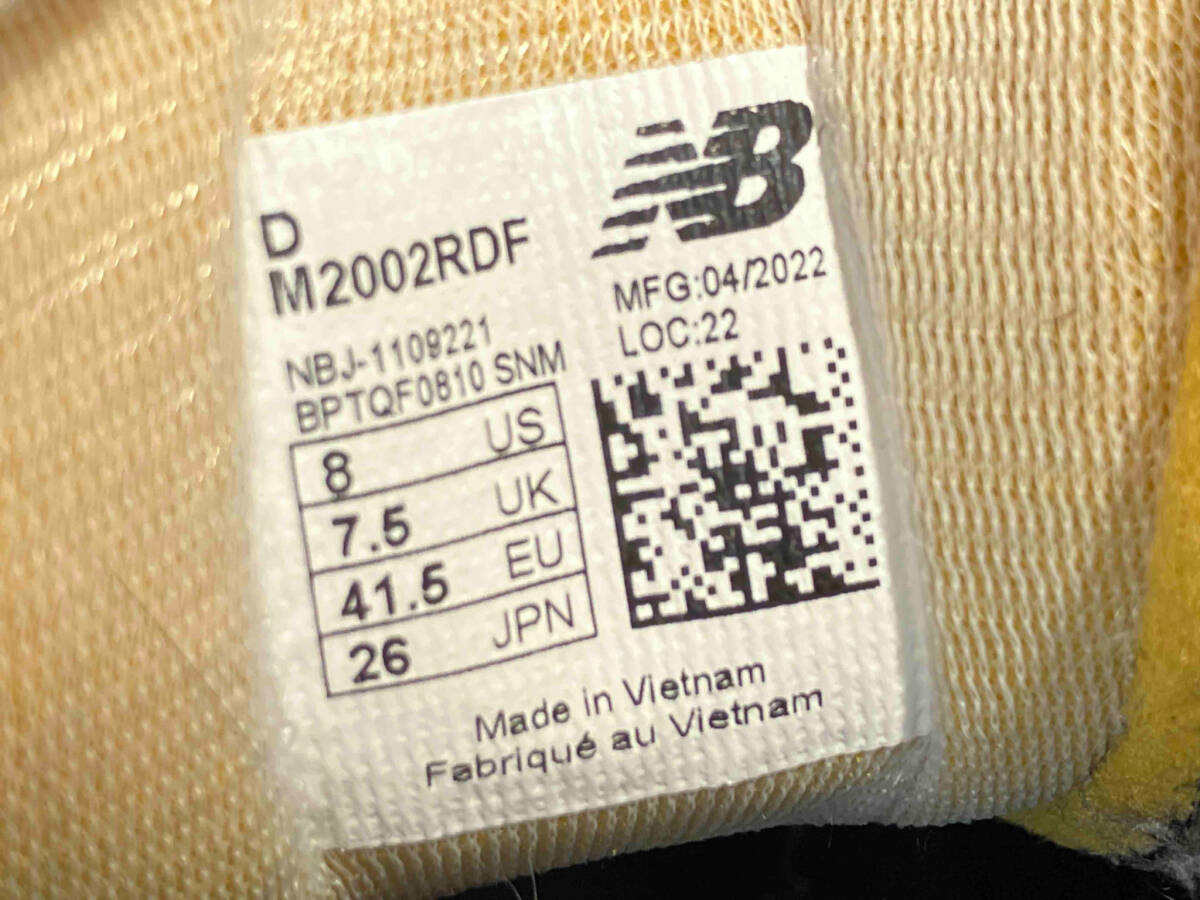 NB
D
M2002RDF
MFG:04/2022
LOC:22
NBJ-1109221
BPTQF0810 SNM
8 US
7.5 UK
41.5 EU
26 JPN
Made in Vietnam
Fabriqué au Vietnam